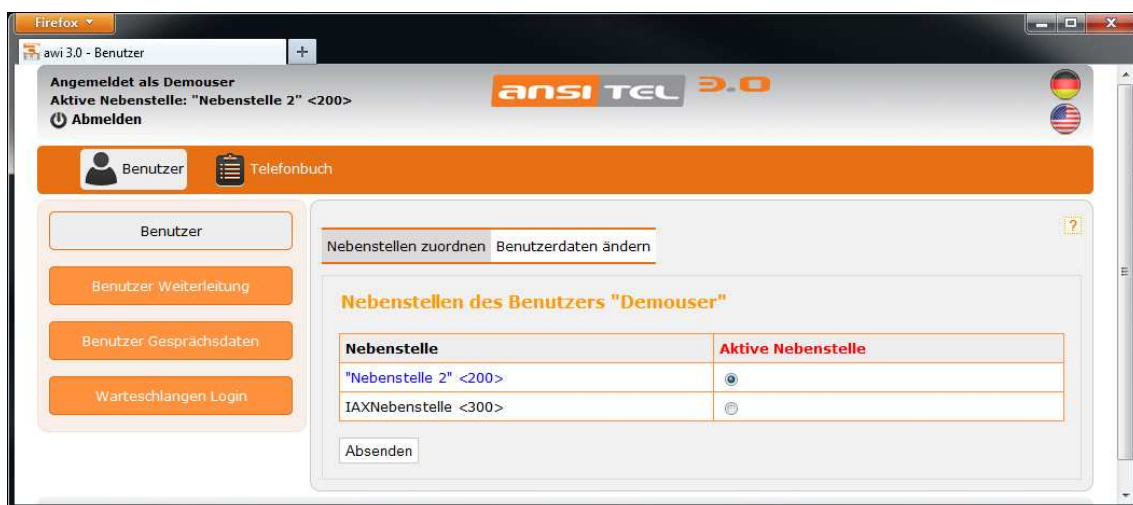 Firefox
awi 3.0 - Benutzer
Angemeldet als Demouser
Aktive Nebenstelle: "Nebenstelle 2" <200>
Abmelden
ansi TEL 3.0
Benutzer
Telefonbuch
Benutzer
Benutzer Weiterleitung
Benutzer Gesprächsdaten
Warteschlangen Login
?
Nebenstellen zuordnen Benutzerdaten ändern
Nebenstellen des Benutzers "Demouser"
Nebenstelle Aktive Nebenstelle
"Nebenstelle 2" <200>
IAXNebenstelle <300>
Absenden